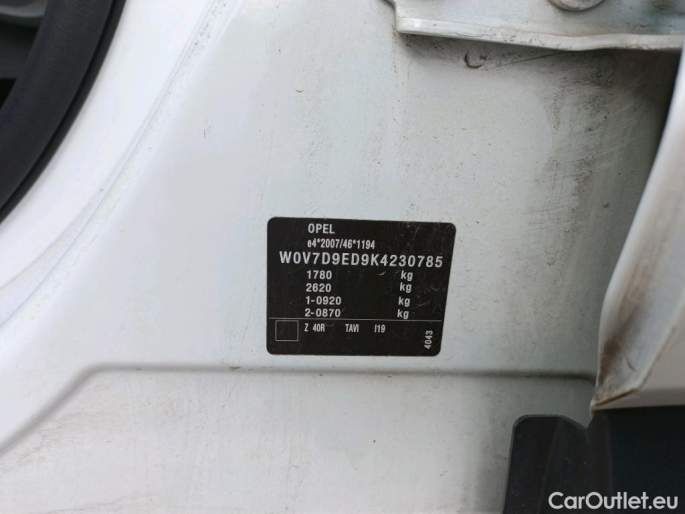 OPEL
e4*2007/46*1194
W0V7D9ED9K4230785
1780 kg
2620 kg
1-0920 kg
2-0870 kg
Z 40R TAVI I19
4043
CarOutlet.eu